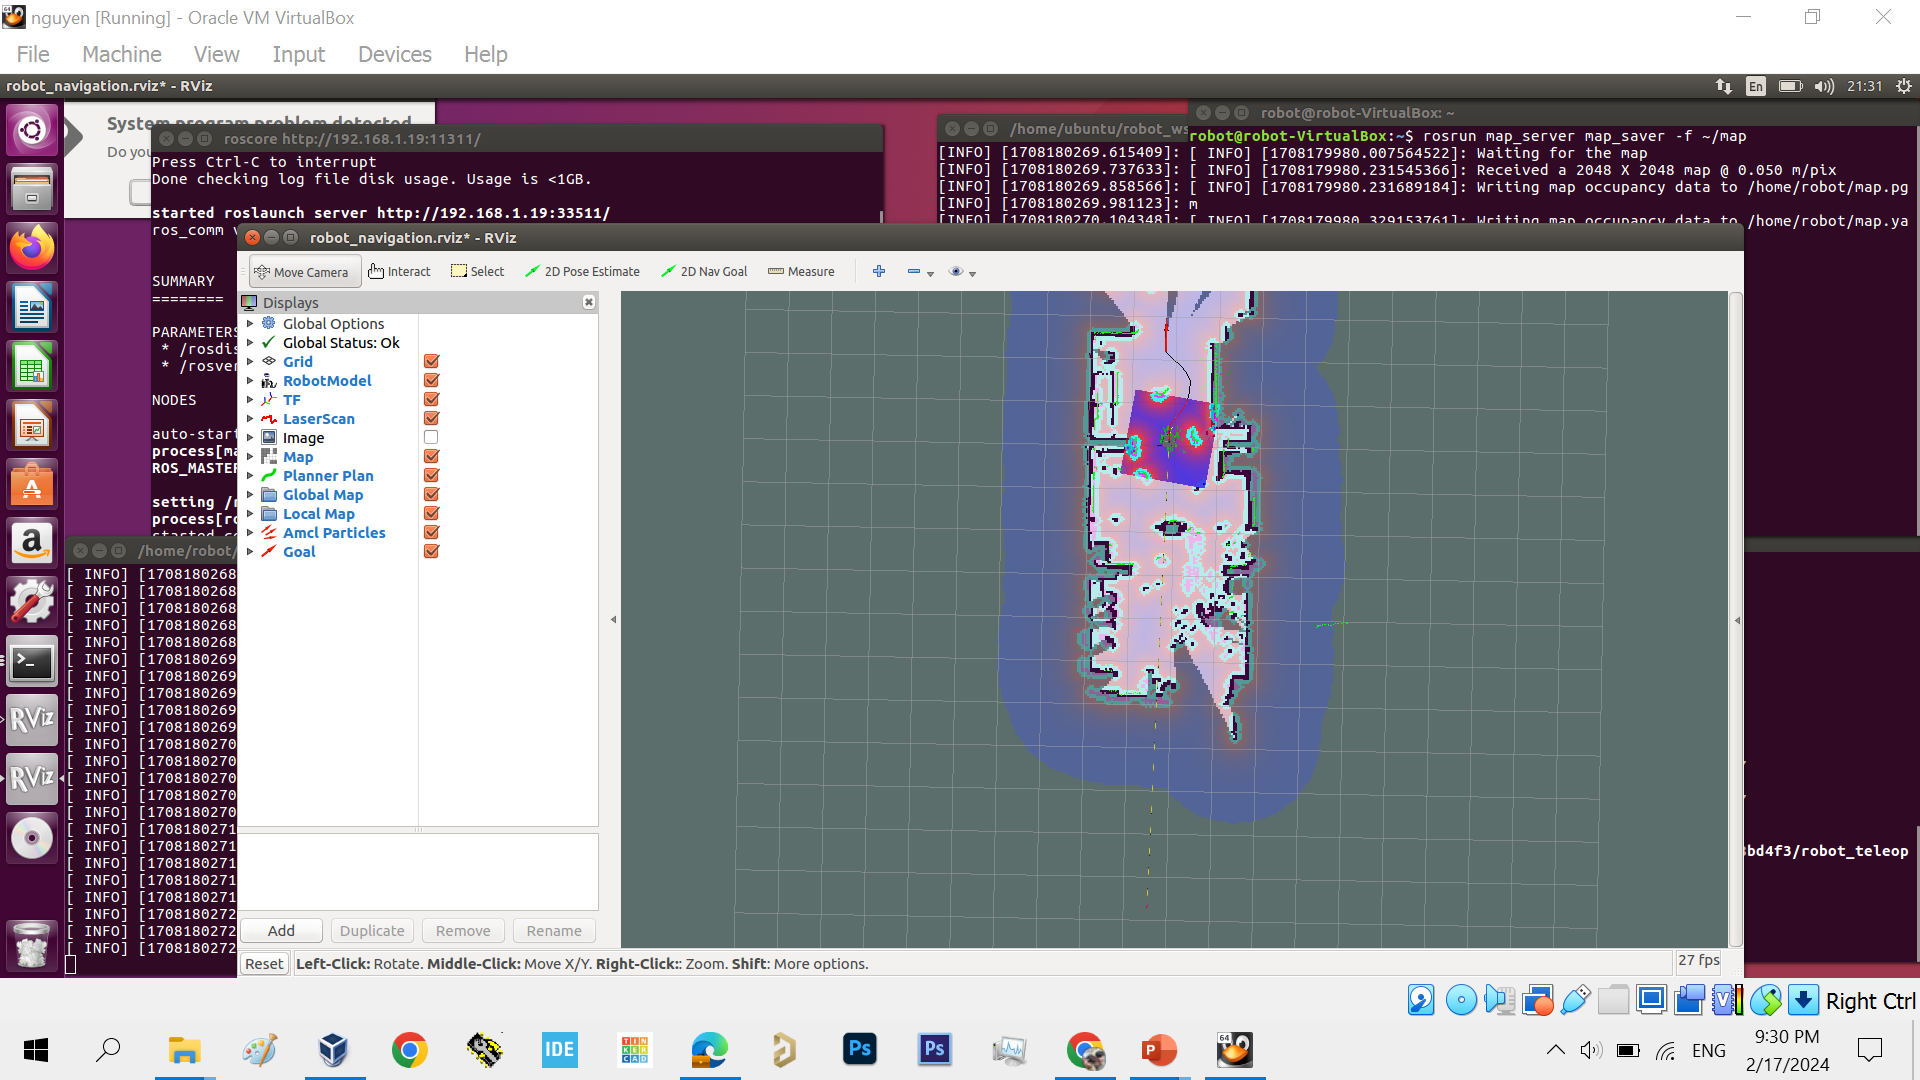 nguyen [Running] - Oracle VM VirtualBox
File Machine View Input Devices Help
robot_navigation.rviz* - RViz
En 21:31
System program problem detected
Do you
roscore http://192.168.1.19:11311/
Press Ctrl-C to interrupt
Done checking log file disk usage. Usage is <1GB.
started roslaunch server http://192.168.1.19:33511/
ros_comm v
SUMMARY
========
PARAMETERS
* /rosdis
* /rosver
NODES
auto-start
process[ma
ROS_MASTER
setting /r
process[ro
started co
/home/ubuntu/robot_ws
[INFO] [1708180269.615409]:
[INFO] [1708180269.737633]:
[INFO] [1708180269.858566]:
[INFO] [1708180269.981123]:
[INFO] [1708180270.104348]:
robot@robot-VirtualBox: ~
robot@robot-VirtualBox:~$ rosrun map_server map_saver -f ~/map
[ INFO] [1708179980.007564522]: Waiting for the map
[ INFO] [1708179980.231545366]: Received a 2048 X 2048 map @ 0.050 m/pix
[ INFO] [1708179980.231689184]: Writing map occupancy data to /home/robot/map.pg
m
[ INFO] [1708179980.329153761]: Writing map occupancy data to /home/robot/map.ya
/home/robot/
[ INFO] [1708180268
[ INFO] [1708180268
[ INFO] [1708180268
[ INFO] [1708180268
[ INFO] [1708180268
[ INFO] [1708180269
[ INFO] [1708180269
[ INFO] [1708180269
[ INFO] [1708180269
[ INFO] [1708180269
[ INFO] [1708180270
[ INFO] [1708180270
[ INFO] [1708180270
[ INFO] [1708180270
[ INFO] [1708180270
[ INFO] [1708180271
[ INFO] [1708180271
[ INFO] [1708180271
[ INFO] [1708180271
[ INFO] [1708180271
[ INFO] [1708180272
[ INFO] [1708180272
[ INFO] [1708180272
robot_navigation.rviz* - RViz
Move Camera Interact Select 2D Pose Estimate 2D Nav Goal Measure
Displays
Global Options
Global Status: Ok
Grid
RobotModel
TF
LaserScan
Image
Map
Planner Plan
Global Map
Local Map
Amcl Particles
Goal
Add Duplicate Remove Rename
Reset Left-Click: Rotate. Middle-Click: Move X/Y. Right-Click:: Zoom. Shift: More options. 27 fps
bd4f3/robot_teleop
RViz
RViz
Right Ctrl
IDE
TINKERCAD
Ps
Ps
64
ENG
9:30 PM
2/17/2024